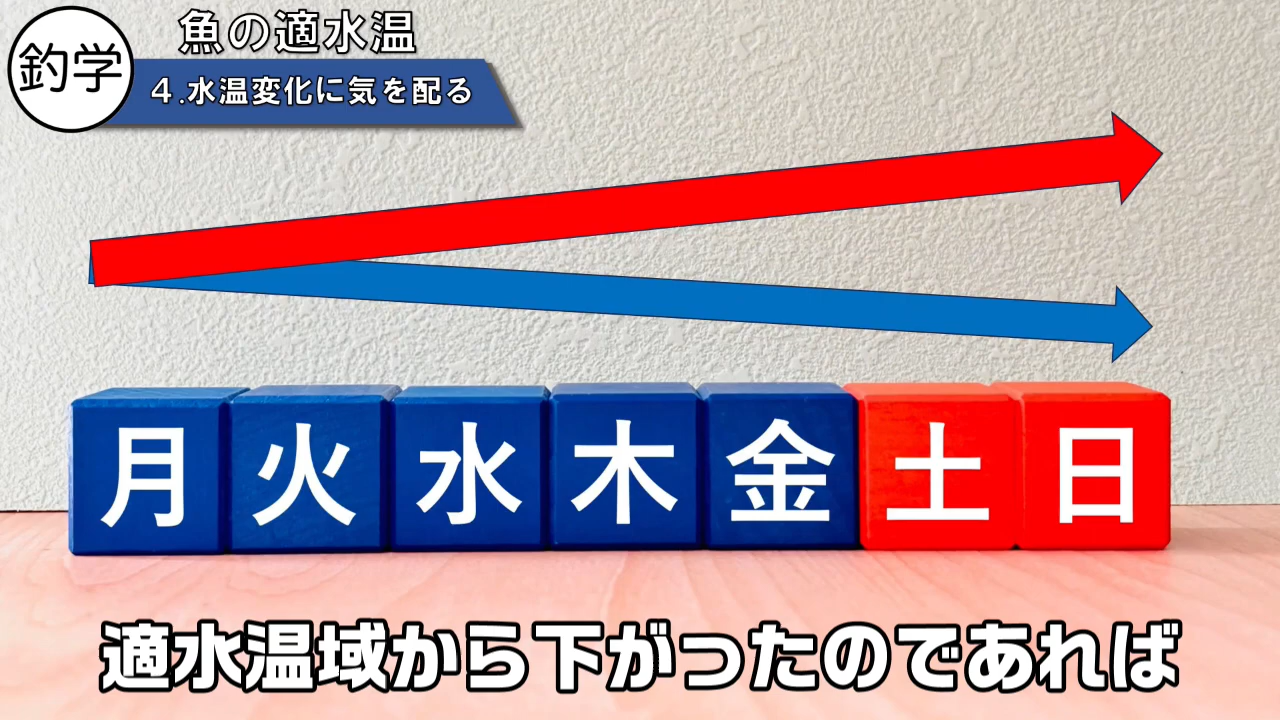 釣学
魚の適水温
４.水温変化に気を配る
月火水木金土日
適水温域から下がったのであれば